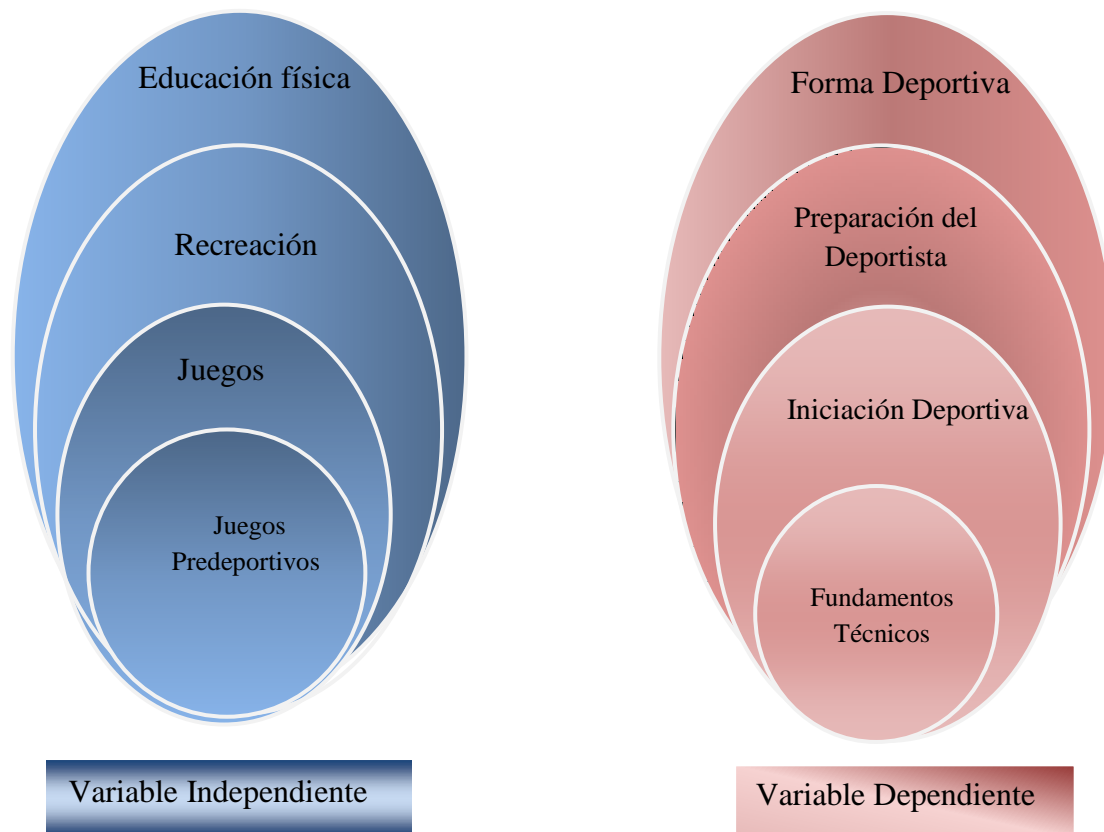 Educación física
Recreación
Juegos
Juegos
Predeportivos
Variable Independiente
Forma Deportiva
Preparación del
Deportista
Iniciación Deportiva
Fundamentos
Técnicos
Variable Dependiente